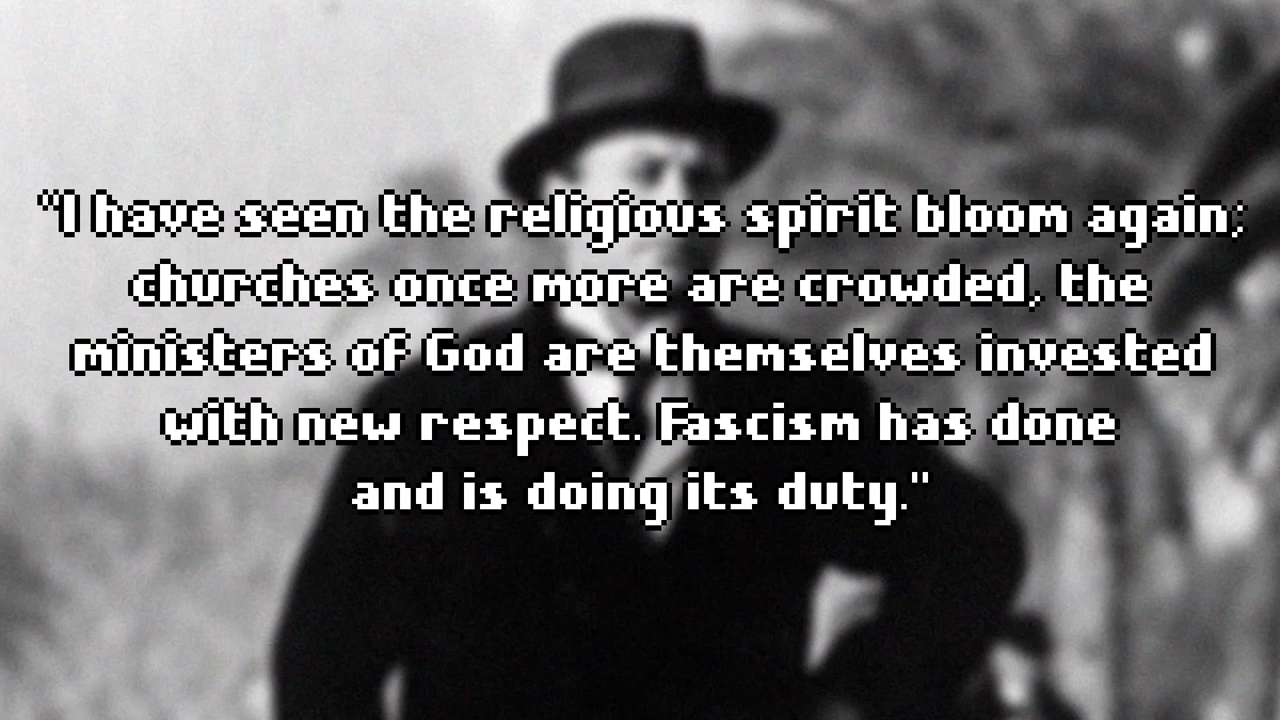 "I have seen the religious spirit bloom again;
churches once more are crowded, the
ministers of God are themselves invested
with new respect. Fascism has done
and is doing its duty."